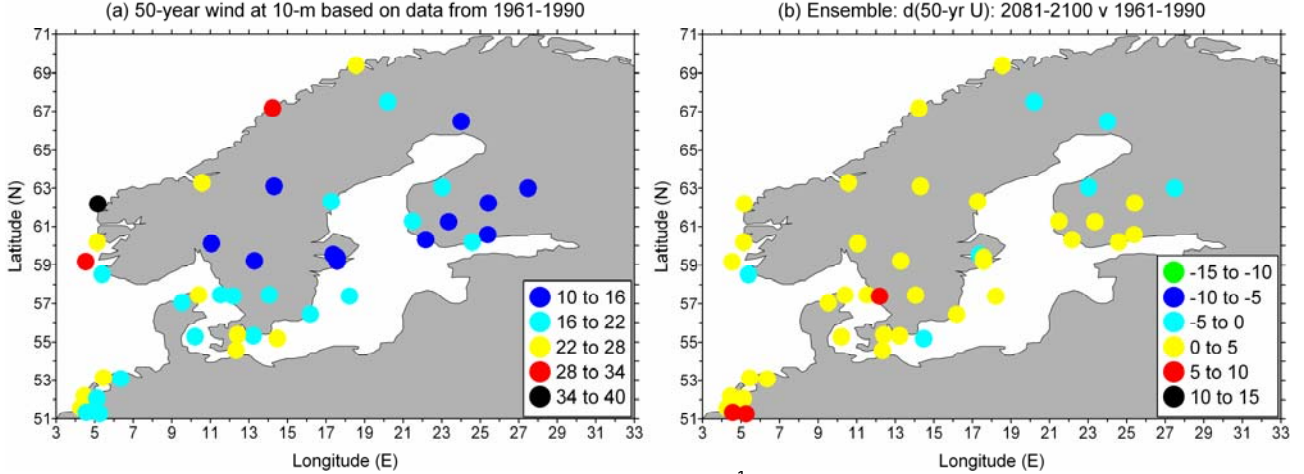 (a) 50-year wind at 10-m based on data from 1961-1990
71
69
67
65
63
61
59
57
55
53
51
Latitude (N)
10 to 16
16 to 22
22 to 28
28 to 34
34 to 40
3 5 7 9 11 13 15 17 19 21 23 25 27 29 31 33
Longitude (E)
(b) Ensemble: d(50-yr U): 2081-2100 v 1961-1990
71
69
67
65
63
61
59
57
55
53
51
Latitude (N)
-15 to -10
-10 to -5
-5 to 0
0 to 5
5 to 10
10 to 15
3 5 7 9 11 13 15 17 19 21 23 25 27 29 31 33
Longitude (E)
1